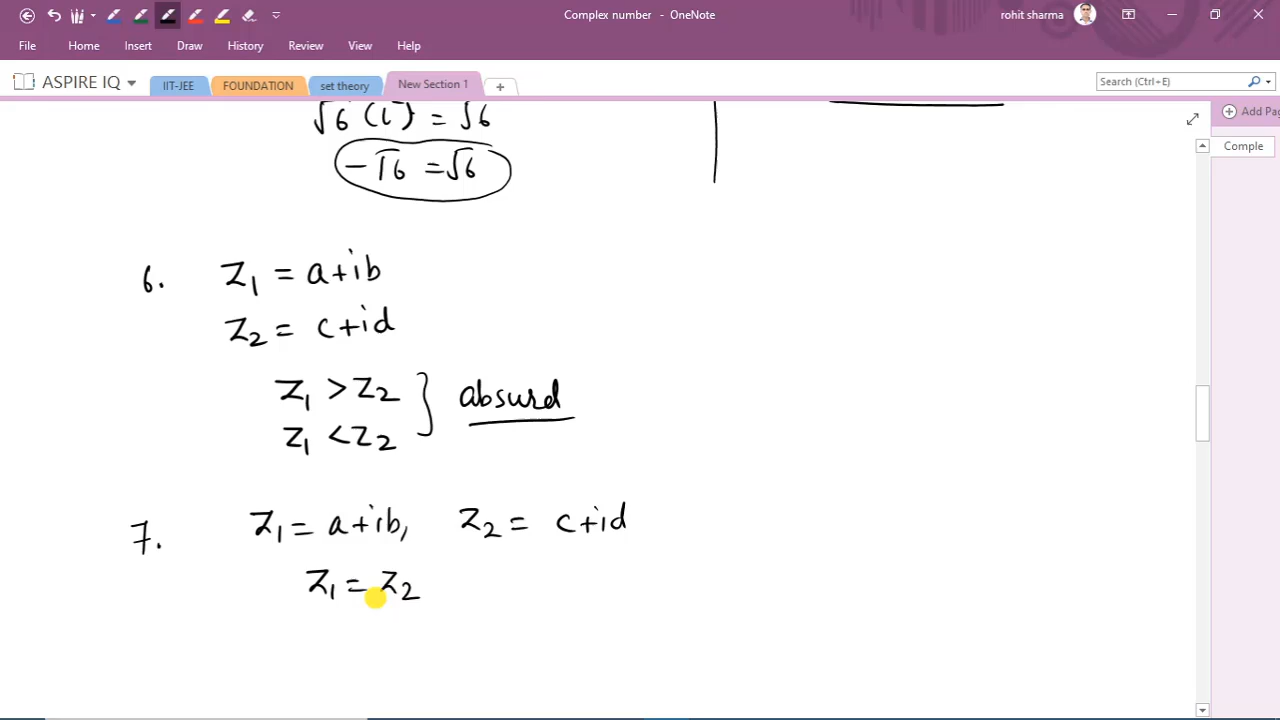 Complex number - OneNote
rohit sharma
File Home Insert Draw History Review View Help
ASPIRE IQ IIT-JEE FOUNDATION set theory New Section 1
Search (Ctrl+E)
Add Pag
Comple
√6 (i²) = √6
-√6 = √6
6. z₁ = a+ib
z₂ = c+id
z₁ > z₂
absurd
z₁ < z₂
7. z₁ = a+ib, z₂ = c+id
z₁ = z₂